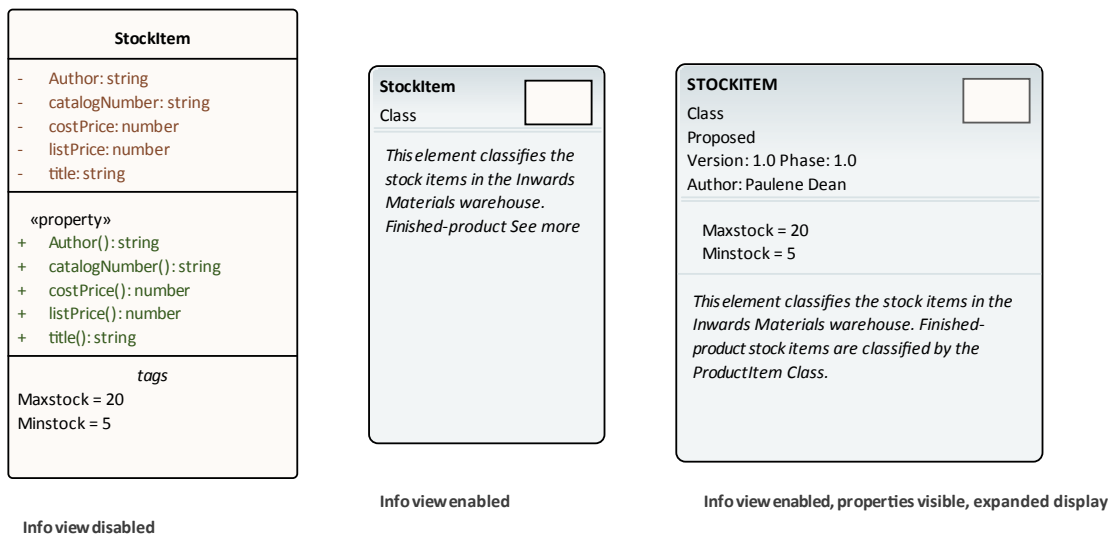 StockItem
- Author: string
- catalogNumber: string
- costPrice: number
- listPrice: number
- title: string
«property»
+ Author(): string
+ catalogNumber(): string
+ costPrice(): number
+ listPrice(): number
+ title(): string
tags
Maxstock = 20
Minstock = 5
Info view disabled
StockItem
Class
This element classifies the
stock items in the Inwards
Materials warehouse.
Finished-product See more
Info view enabled
STOCKITEM
Class
Proposed
Version: 1.0 Phase: 1.0
Author: Paulene Dean
Maxstock = 20
Minstock = 5
This element classifies the stock items in the
Inwards Materials warehouse. Finished-
product stock items are classified by the
ProductItem Class.
Info view enabled, properties visible, expanded display